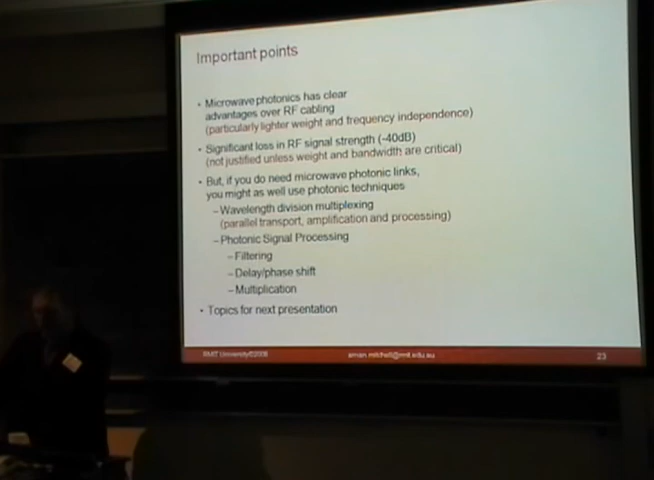 Important points
• Microwave photonics has clear
advantages over RF cabling
(particularly lighter weight and frequency independence)
• Significant loss in RF signal strength (-40dB)
(not justified unless weight and bandwidth are critical)
• But, if you do need microwave photonic links,
you might as well use photonic techniques
–Wavelength division multiplexing
(parallel transport, amplification and processing)
–Photonic Signal Processing
–Filtering
–Delay/phase shift
–Multiplication
• Topics for next presentation
RMIT University©2008
23